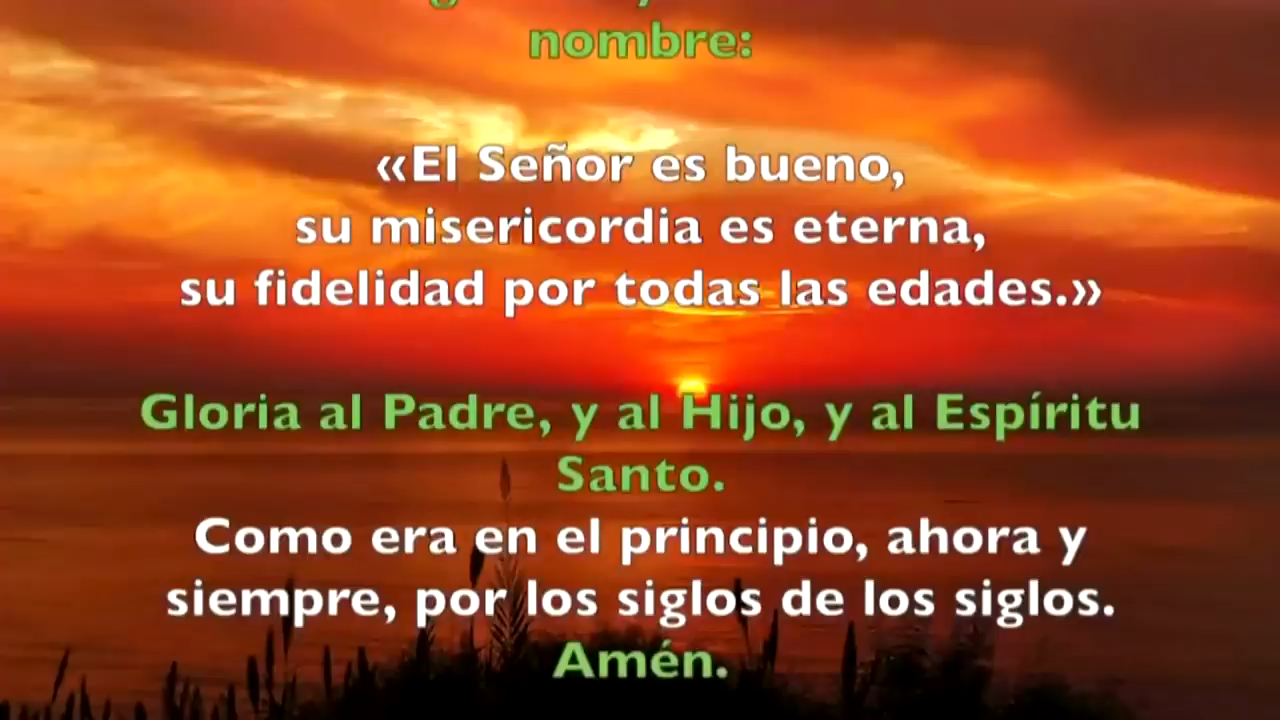 nombre:
«El Señor es bueno,
su misericordia es eterna,
su fidelidad por todas las edades.»
Gloria al Padre, y al Hijo, y al Espíritu
Santo.
Como era en el principio, ahora y
siempre, por los siglos de los siglos.
Amén.